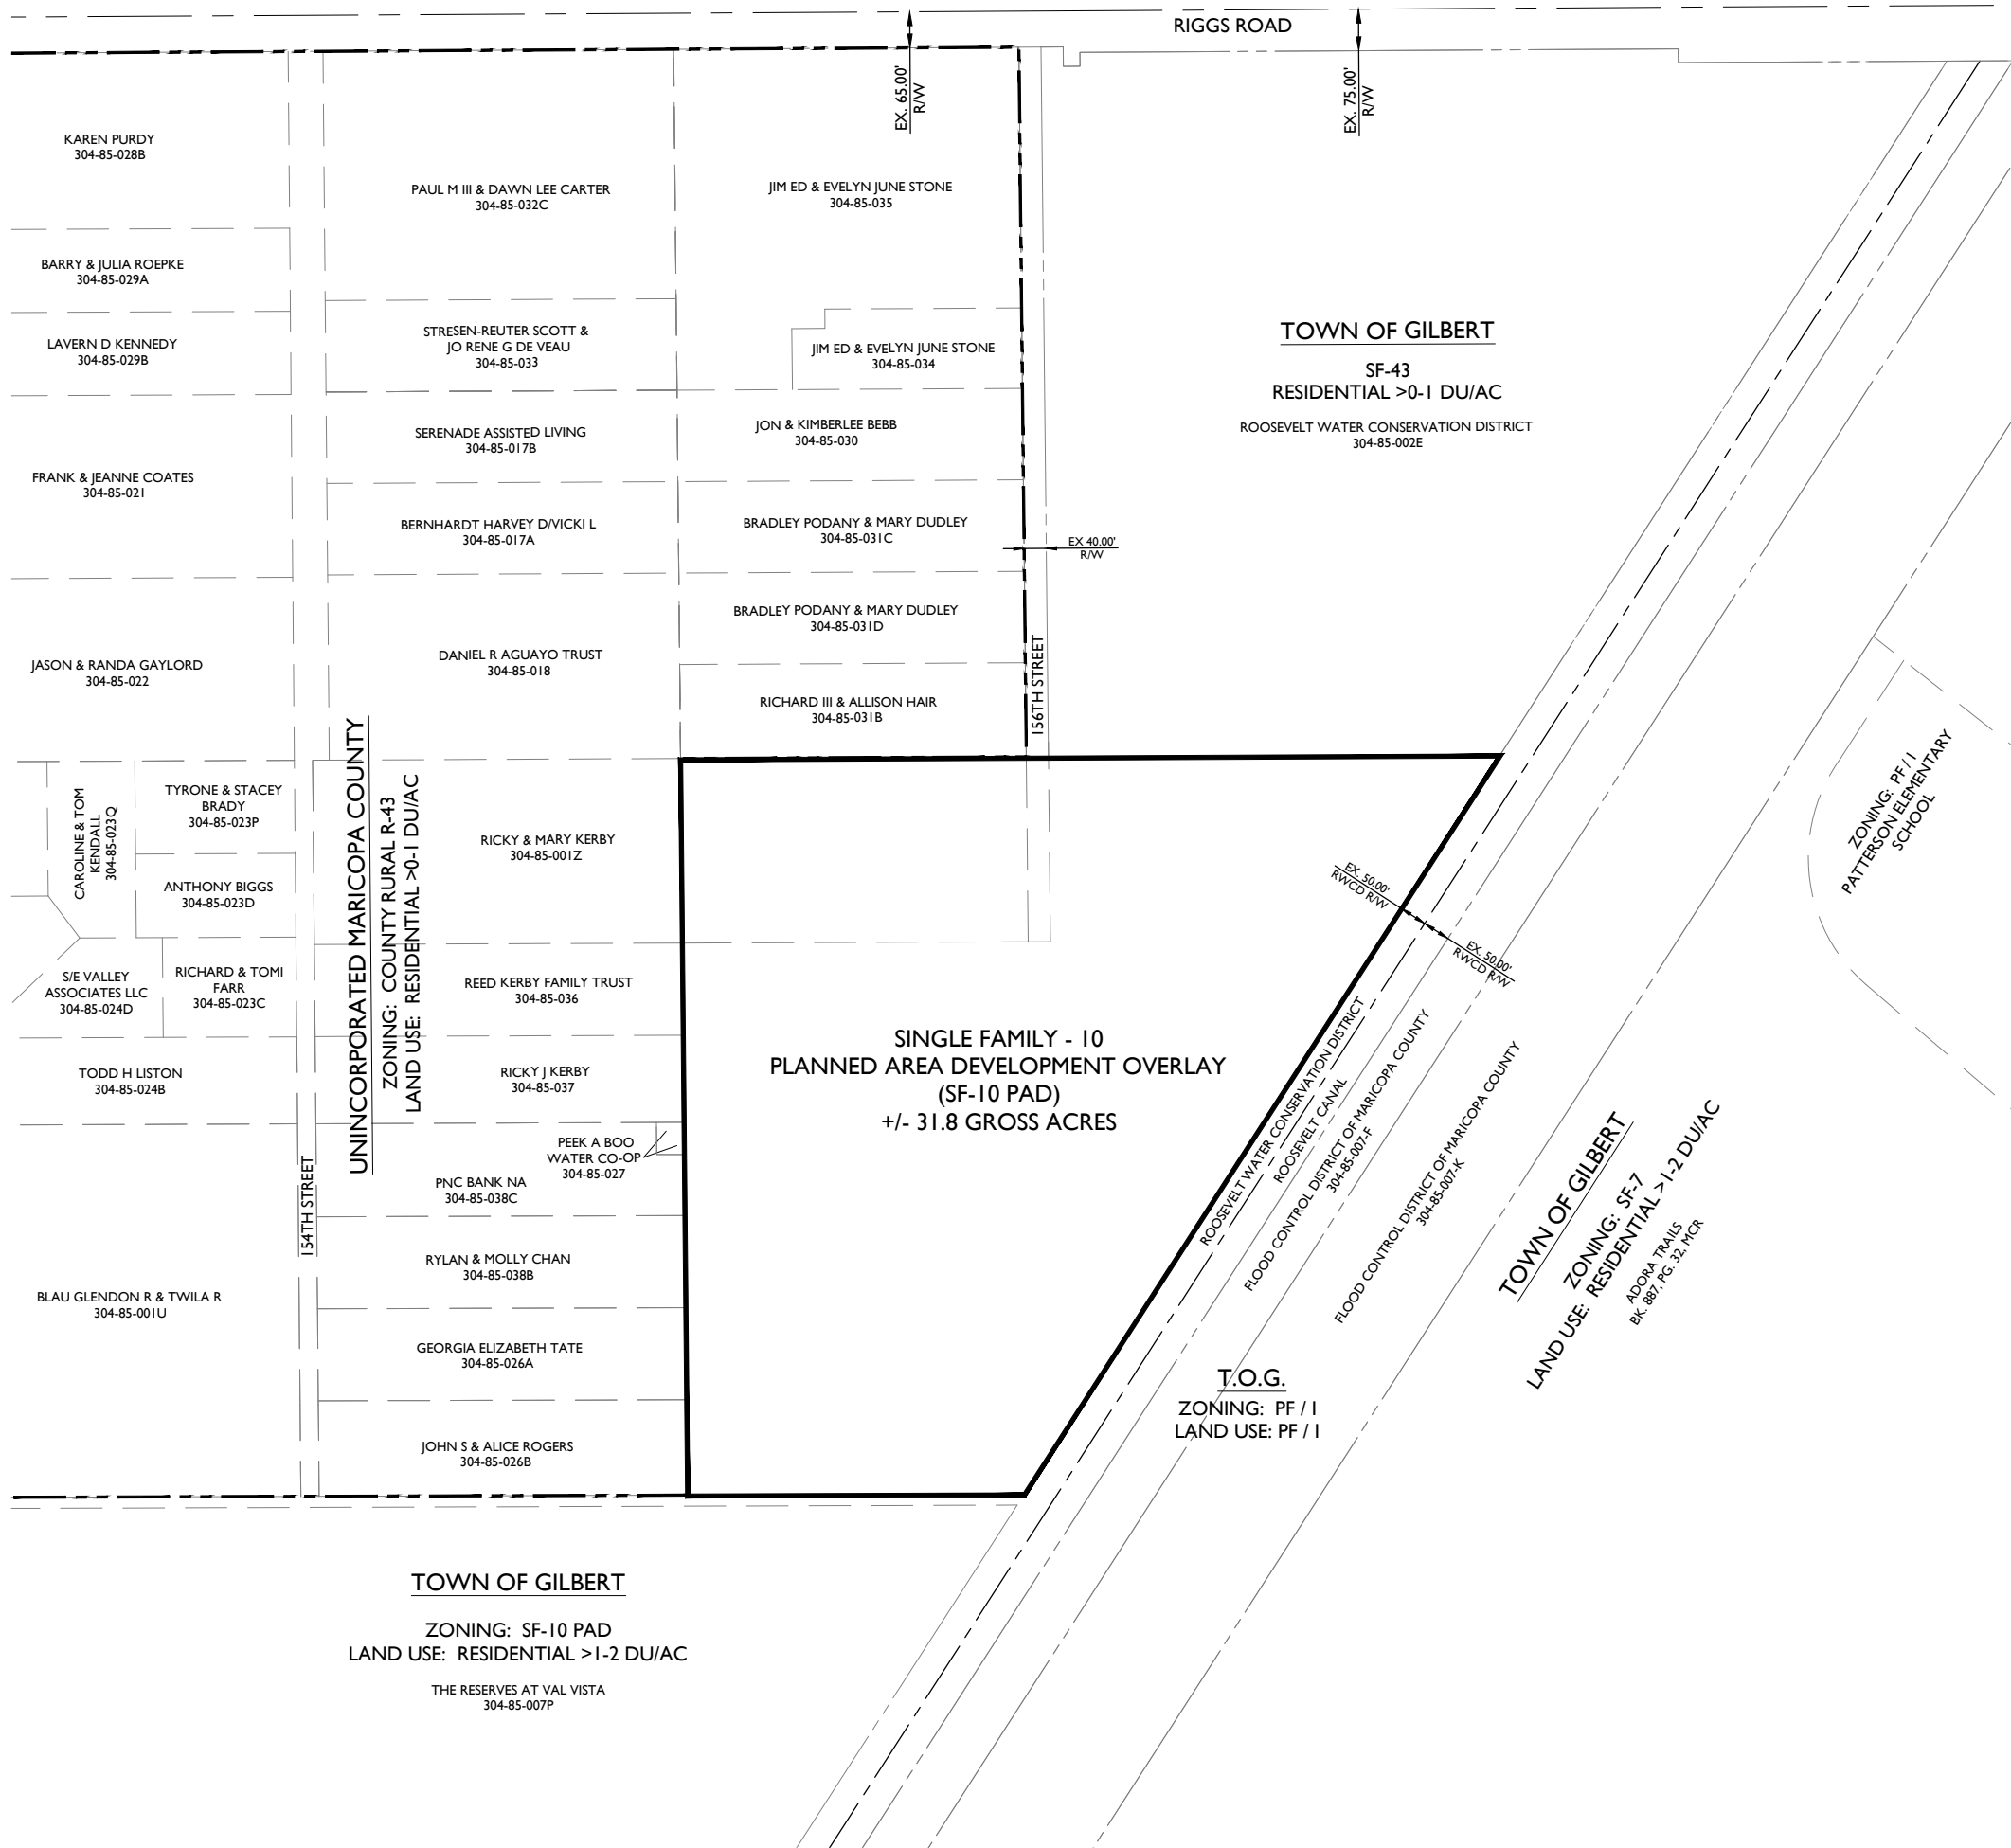 RIGGS ROAD
EX. 65.00'
R/W
EX. 75.00'
R/W
KAREN PURDY
304-85-028B
PAUL M III & DAWN LEE CARTER
304-85-032C
JIM ED & EVELYN JUNE STONE
304-85-035
BARRY & JULIA ROEPKE
304-85-029A
LAVERN D KENNEDY
304-85-029B
STRESEN-REUTER SCOTT &
JO RENE G DE VEAU
304-85-033
JIM ED & EVELYN JUNE STONE
304-85-034
TOWN OF GILBERT
SF-43
RESIDENTIAL >0-1 DU/AC
ROOSEVELT WATER CONSERVATION DISTRICT
304-85-002E
SERENADE ASSISTED LIVING
304-85-017B
JON & KIMBERLEE BEBB
304-85-030
FRANK & JEANNE COATES
304-85-021
BERNHARDT HARVEY D/VICKI L
304-85-017A
BRADLEY PODANY & MARY DUDLEY
304-85-031C
EX 40.00'
R/W
BRADLEY PODANY & MARY DUDLEY
304-85-031D
JASON & RANDA GAYLORD
304-85-022
DANIEL R AGUAYO TRUST
304-85-018
RICHARD III & ALLISON HAIR
304-85-031B
156TH STREET
UNINCORPORATED MARICOPA COUNTY
ZONING: COUNTY RURAL R-43
LAND USE: RESIDENTIAL >0-1 DU/AC
ZONING: PF / I
PATTERSON ELEMENTARY
SCHOOL
CAROLINE & TOM
KENDALL
304-85-023Q
TYRONE & STACEY
BRADY
304-85-023P
RICKY & MARY KERBY
304-85-001Z
ANTHONY BIGGS
304-85-023D
EX. 50.00'
RWCD R/W
EX. 50.00'
RWCD R/W
S/E VALLEY
ASSOCIATES LLC
304-85-024D
RICHARD & TOMI
FARR
304-85-023C
REED KERBY FAMILY TRUST
304-85-036
SINGLE FAMILY - 10
PLANNED AREA DEVELOPMENT OVERLAY
(SF-10 PAD)
+/- 31.8 GROSS ACRES
TODD H LISTON
304-85-024B
RICKY J KERBY
304-85-037
ROOSEVELT WATER CONSERVATION DISTRICT
ROOSEVELT CANAL
FLOOD CONTROL DISTRICT OF MARICOPA COUNTY
304-85-007-F
FLOOD CONTROL DISTRICT OF MARICOPA COUNTY
304-85-007-K
TOWN OF GILBERT
ZONING: SF-7
LAND USE: RESIDENTIAL >1-2 DU/AC
ADORA TRAILS
BK. 887, PG. 32, MCR
PEEK A BOO
WATER CO-OP
304-85-027
154TH STREET
PNC BANK NA
304-85-038C
RYLAN & MOLLY CHAN
304-85-038B
BLAU GLENDON R & TWILA R
304-85-001U
GEORGIA ELIZABETH TATE
304-85-026A
T.O.G.
ZONING: PF / I
LAND USE: PF / I
JOHN S & ALICE ROGERS
304-85-026B
TOWN OF GILBERT
ZONING: SF-10 PAD
LAND USE: RESIDENTIAL >1-2 DU/AC
THE RESERVES AT VAL VISTA
304-85-007P